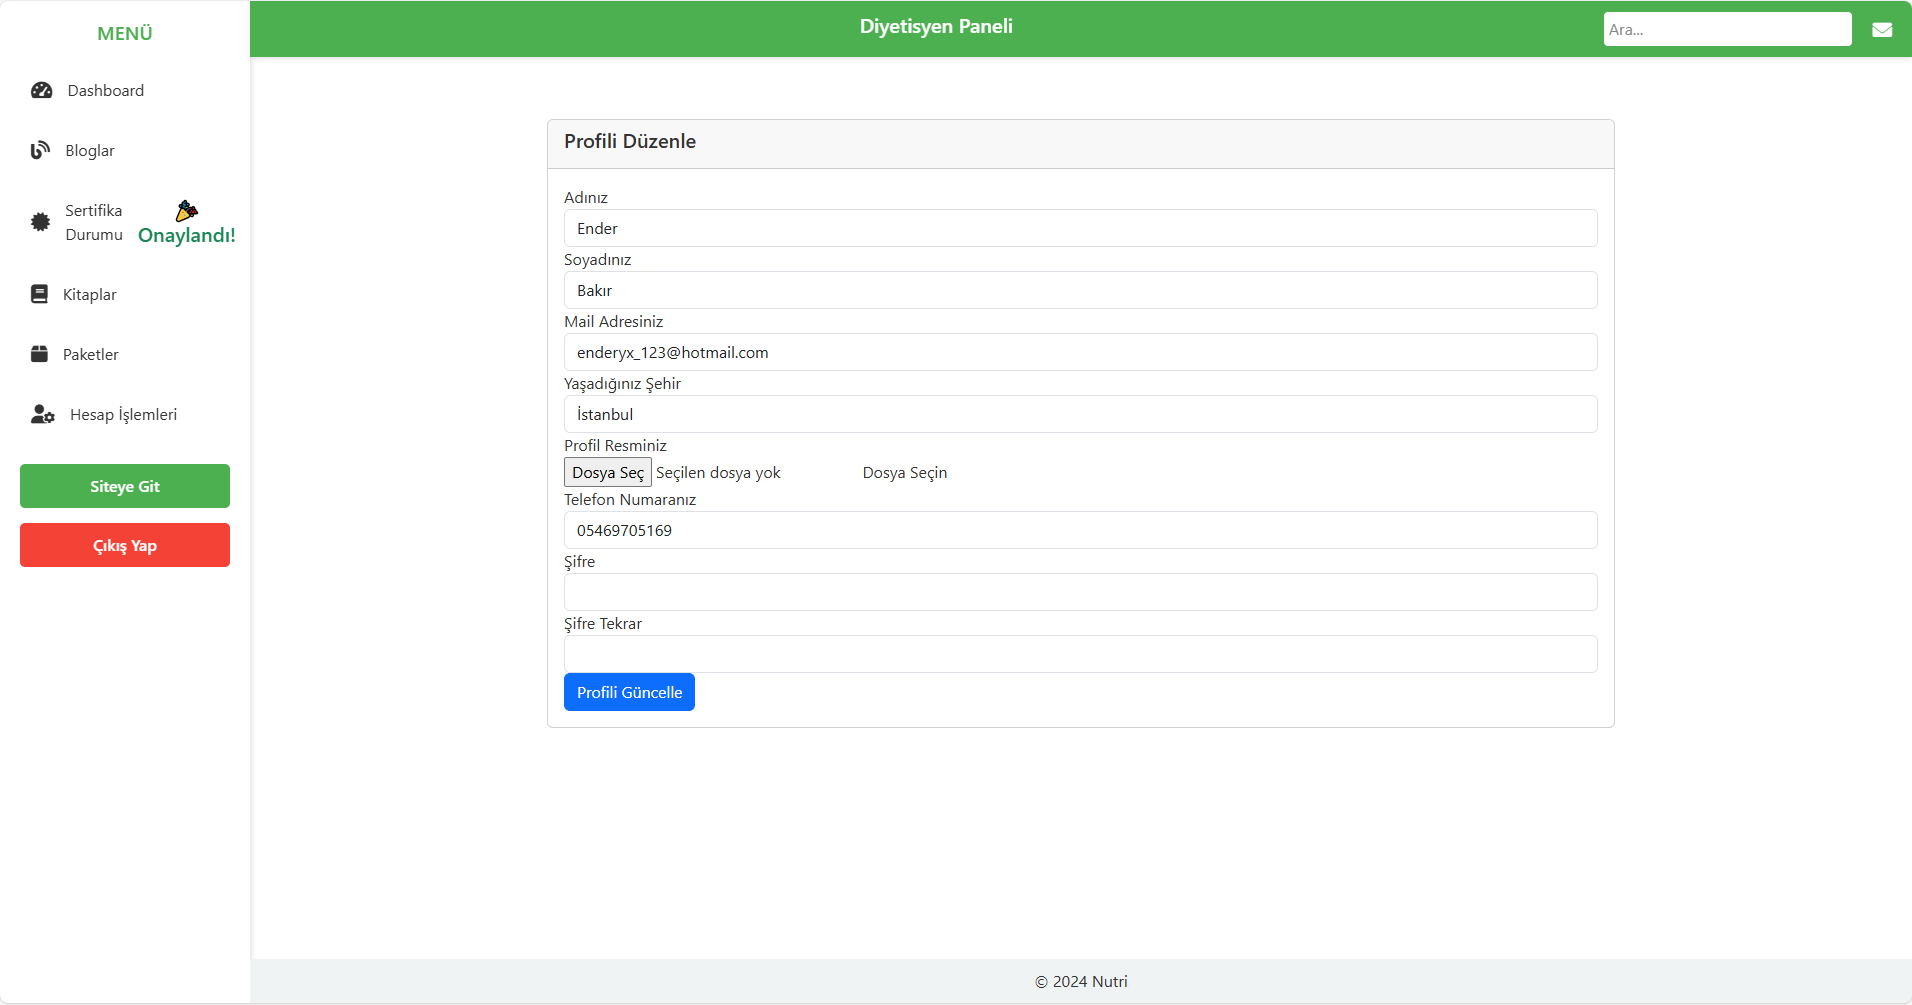 MENÜ
Dashboard
Bloglar
Sertifika
Durumu
Onaylandı!
Kitaplar
Paketler
Hesap İşlemleri
Siteye Git
Çıkış Yap
Diyetisyen Paneli
Ara...
Profili Düzenle
Adınız
Ender
Soyadınız
Bakır
Mail Adresiniz
enderyx_123@hotmail.com
Yaşadığınız Şehir
İstanbul
Profil Resminiz
Dosya Seç Seçilen dosya yok Dosya Seçin
Telefon Numaranız
05469705169
Şifre
Şifre Tekrar
Profili Güncelle
© 2024 Nutri